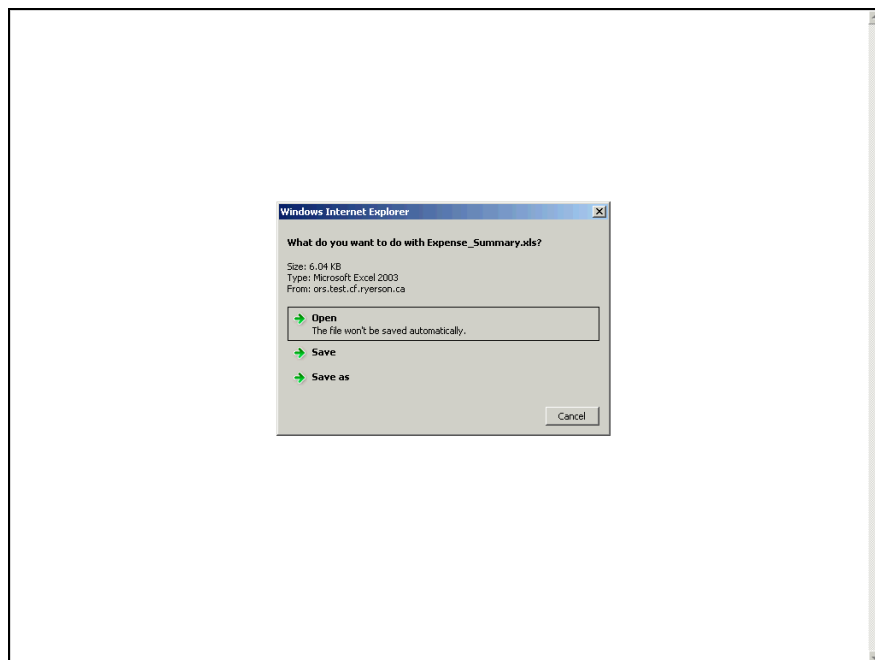 Windows Internet Explorer
What do you want to do with Expense_Summary.xls?
Size: 6.04 KB
Type: Microsoft Excel 2003
From: ors.test.cf.ryerson.ca
Open
The file won't be saved automatically.
Save
Save as
Cancel